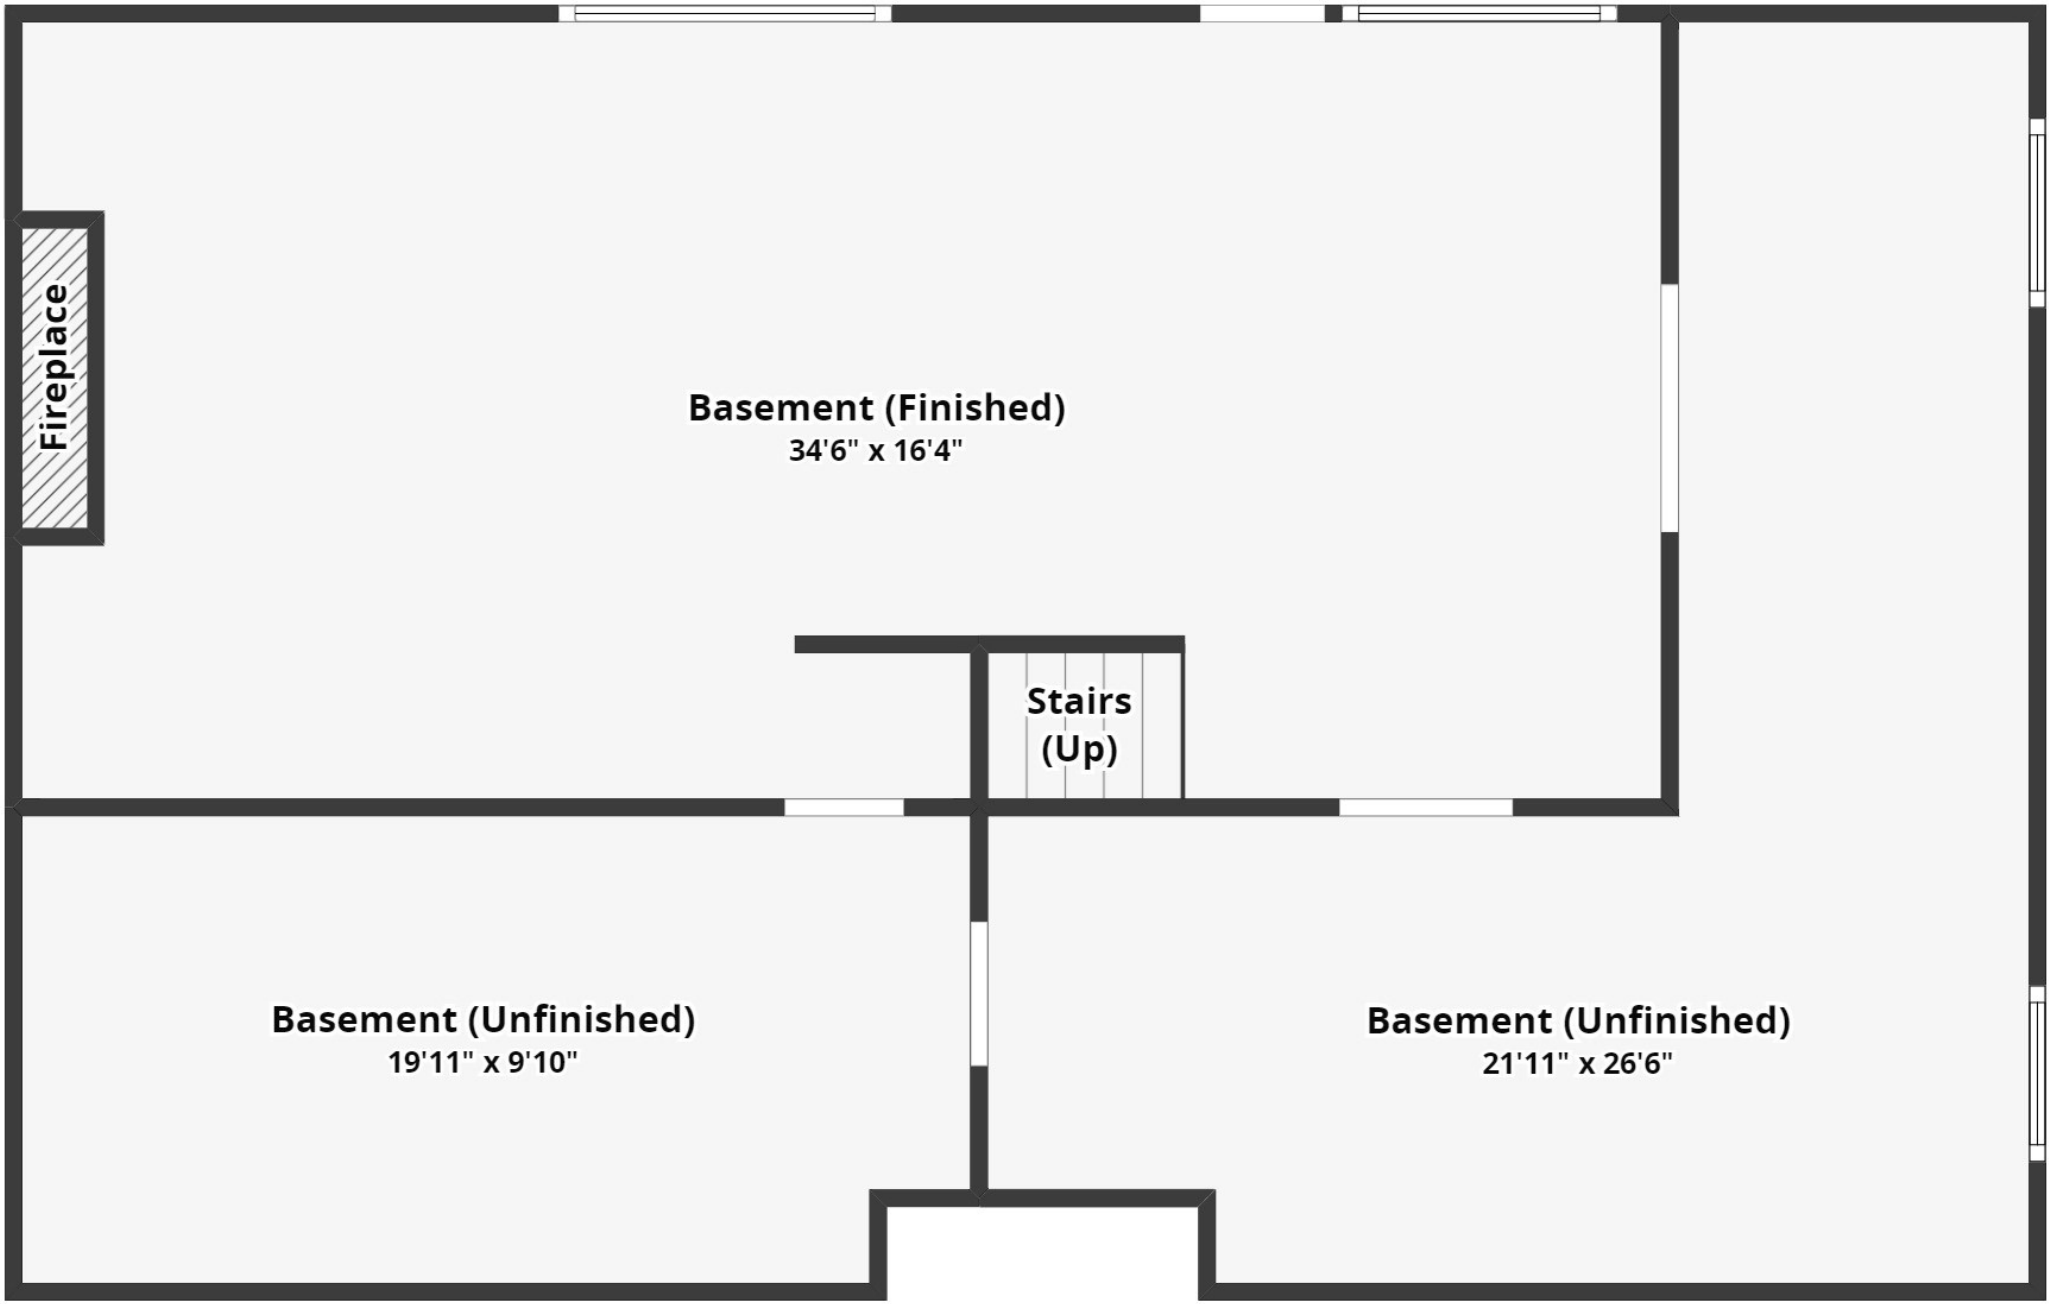 Fireplace
Basement (Finished)
34'6" x 16'4"
Stairs
(Up)
Basement (Unfinished)
19'11" x 9'10"
Basement (Unfinished)
21'11" x 26'6"